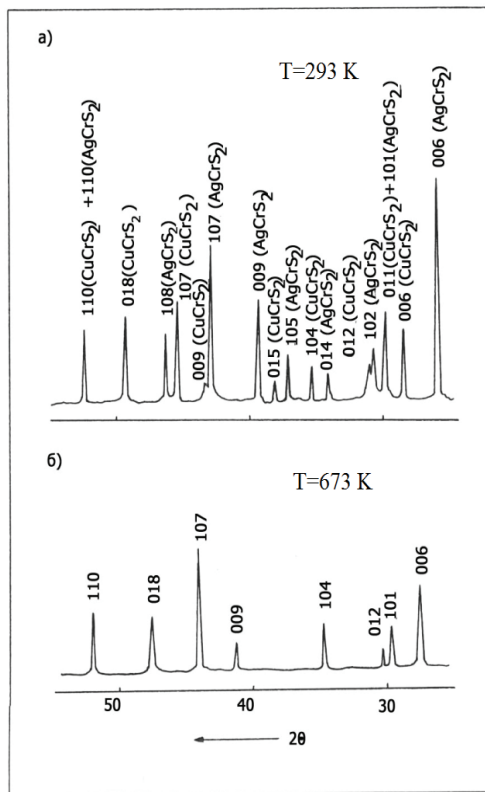 а)
T=293 K
110(CuCrS₂) +110(AgCrS₂)
018(CuCrS₂)
108(AgCrS₂)
107 (CuCrS₂)
009 (CuCrS₂)
107 (AgCrS₂)
009 (AgCrS₂)
015(CuCrS₂)
105 (AgCrS₂)
104 (CuCrS₂)
014 (AgCrS₂)
012 (CuCrS₂)
102 (AgCrS₂)
011(CuCrS₂)+101(AgCrS₂)
006 (CuCrS₂)
006 (AgCrS₂)
б)
T=673 K
110
018
107
009
104
012
101
006
50 40 30
2θ